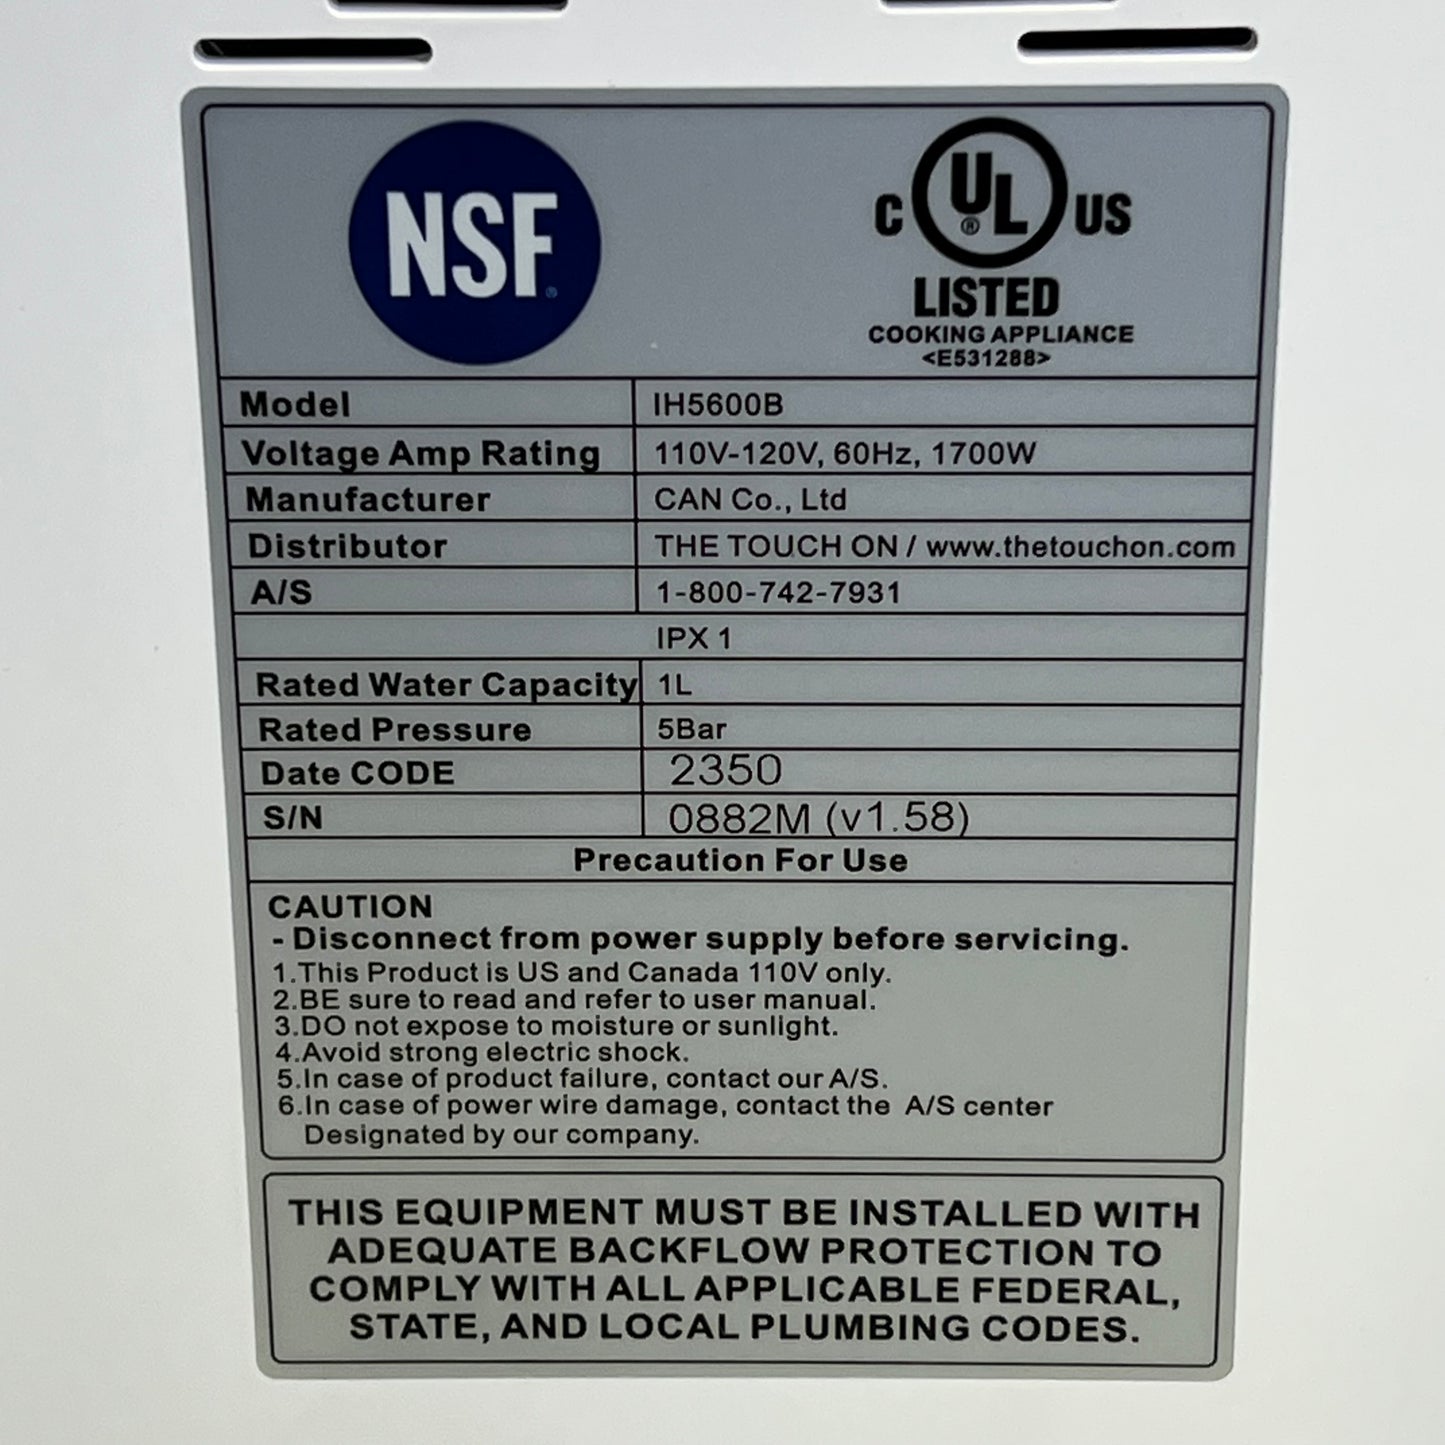 NSF®
C UL® US
LISTED
COOKING APPLIANCE
<E531288>
Model IH5600B
Voltage Amp Rating 110V-120V, 60Hz, 1700W
Manufacturer CAN Co., Ltd
Distributor THE TOUCH ON / www.thetouchon.com
A/S 1-800-742-7931
IPX 1
Rated Water Capacity 1L
Rated Pressure 5Bar
Date CODE 2350
S/N 0882M (v1.58)
Precaution For Use
CAUTION
- Disconnect from power supply before servicing.
1.This Product is US and Canada 110V only.
2.BE sure to read and refer to user manual.
3.DO not expose to moisture or sunlight.
4.Avoid strong electric shock.
5.In case of product failure, contact our A/S.
6.In case of power wire damage, contact the A/S center
Designated by our company.
THIS EQUIPMENT MUST BE INSTALLED WITH
ADEQUATE BACKFLOW PROTECTION TO
COMPLY WITH ALL APPLICABLE FEDERAL,
STATE, AND LOCAL PLUMBING CODES.